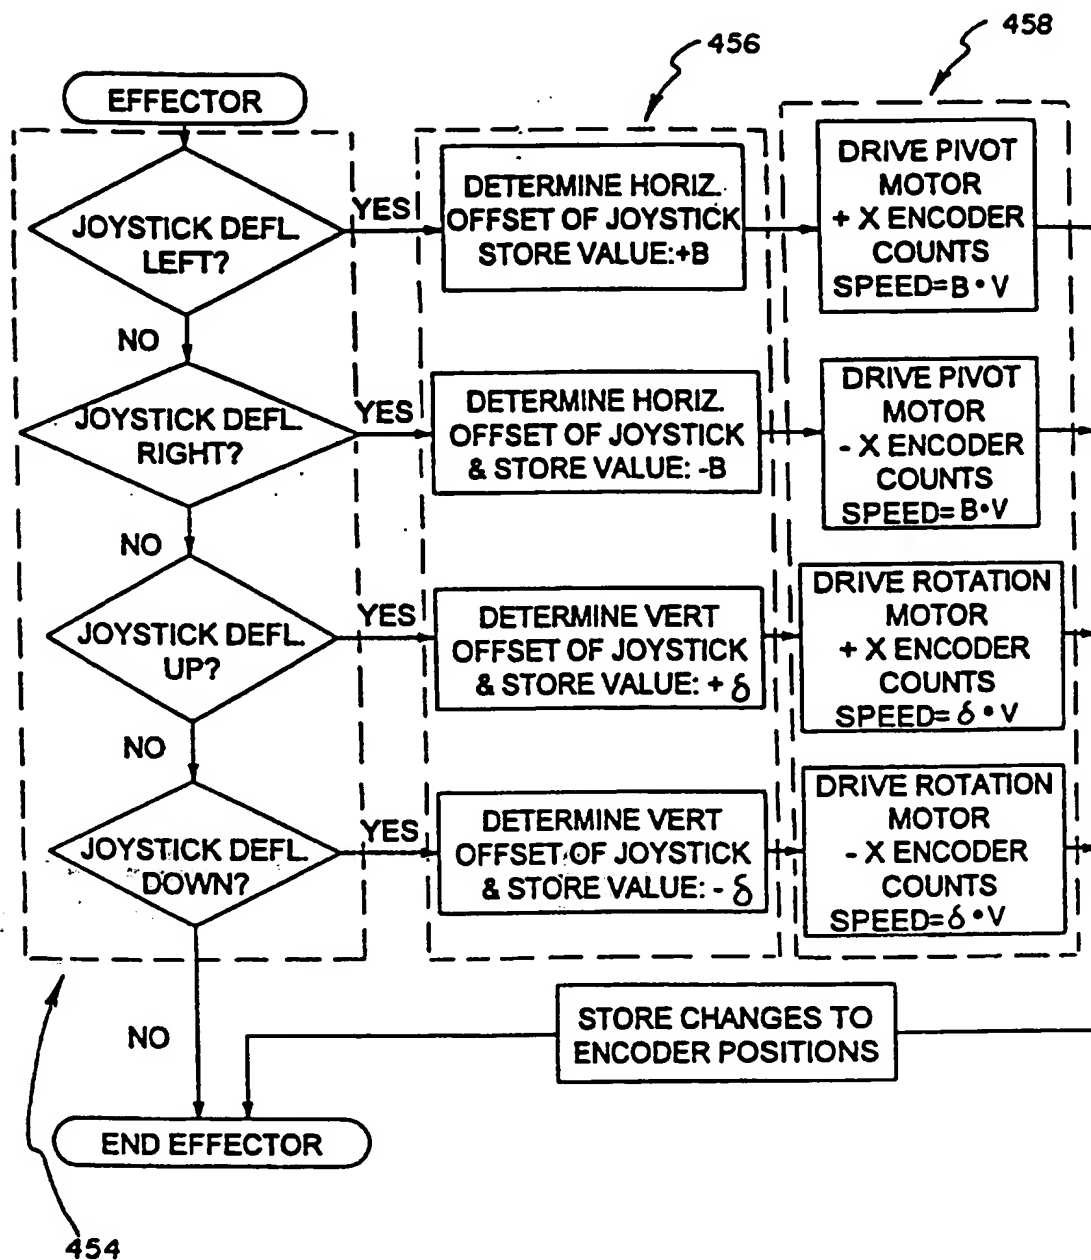 456
458
EFFECTOR
JOYSTICK DEFL.
LEFT?
YES
DETERMINE HORIZ.
OFFSET OF JOYSTICK
STORE VALUE:+B
DRIVE PIVOT
MOTOR
+ X ENCODER
COUNTS
SPEED= B • V
NO
JOYSTICK DEFL.
RIGHT?
YES
DETERMINE HORIZ.
OFFSET OF JOYSTICK
& STORE VALUE: -B
DRIVE PIVOT
MOTOR
- X ENCODER
COUNTS
SPEED= B•V
NO
JOYSTICK DEFL.
UP?
YES
DETERMINE VERT
OFFSET OF JOYSTICK
& STORE VALUE: + δ
DRIVE ROTATION
MOTOR
+ X ENCODER
COUNTS
SPEED= δ • V
NO
JOYSTICK DEFL.
DOWN?
YES
DETERMINE VERT
OFFSET OF JOYSTICK
& STORE VALUE: - δ
DRIVE ROTATION
MOTOR
- X ENCODER
COUNTS
SPEED= δ • V
NO
STORE CHANGES TO
ENCODER POSITIONS
END EFFECTOR
454